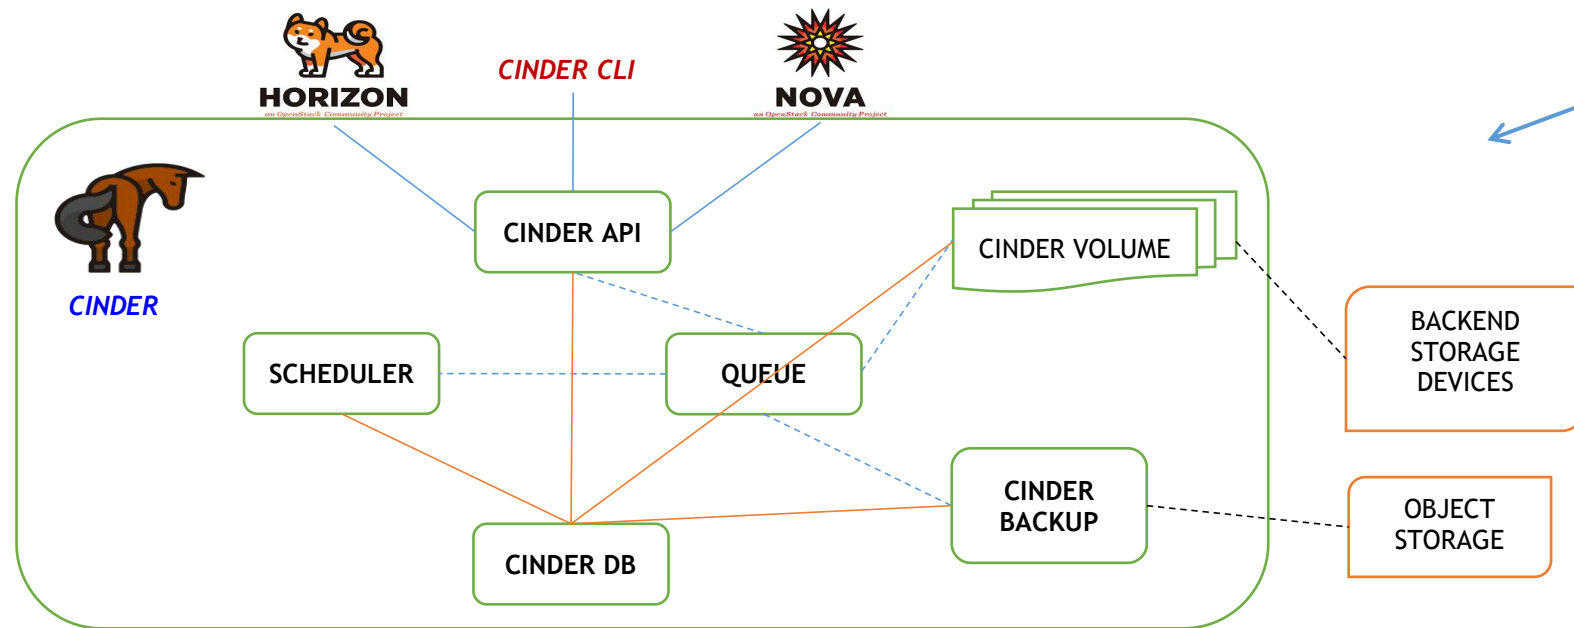 HORIZON
an OpenStack Community Project
CINDER CLI
NOVA
an OpenStack Community Project
CINDER
CINDER API
CINDER VOLUME
SCHEDULER
QUEUE
BACKEND
STORAGE
DEVICES
CINDER
BACKUP
OBJECT
STORAGE
CINDER DB